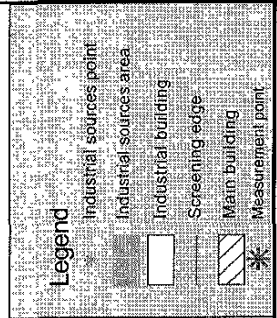 Legend
Industrial sources point
Industrial sources area
Industrial building
Screening edge
Main building
Measurement point